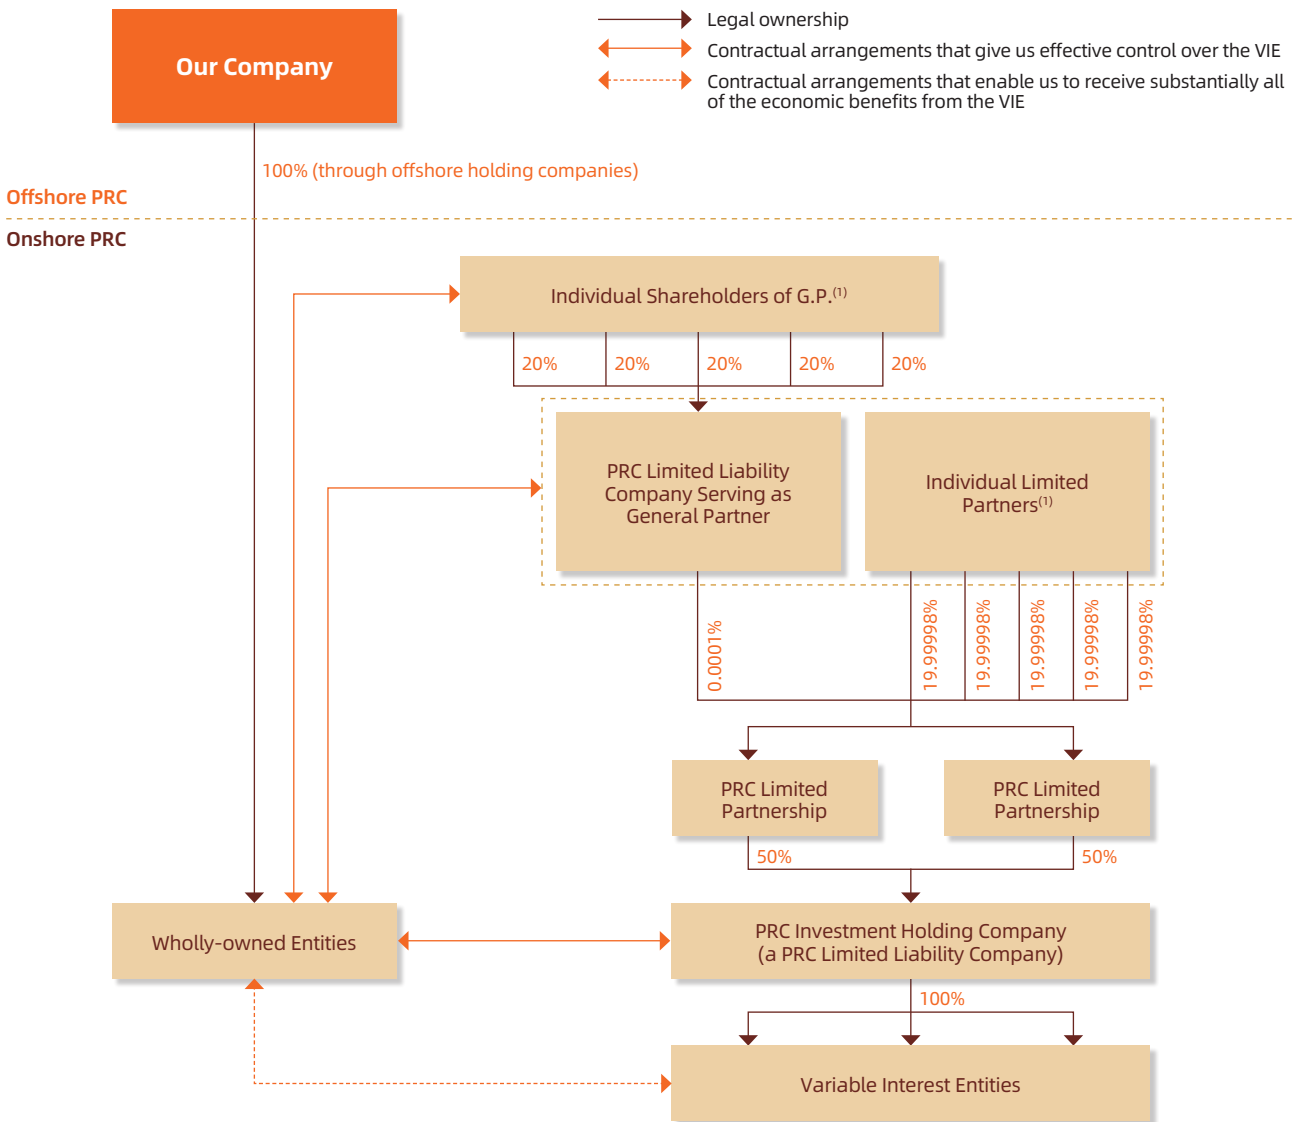 Our Company
Legal ownership
Contractual arrangements that give us effective control over the VIE
Contractual arrangements that enable us to receive substantially all
of the economic benefits from the VIE
100% (through offshore holding companies)
Offshore PRC
Onshore PRC
Individual Shareholders of G.P.(1)
20%
20%
20%
20%
20%
PRC Limited Liability
Company Serving as
General Partner
Individual Limited
Partners(1)
0.0001%
19.99998%
19.99998%
19.99998%
19.99998%
19.99998%
PRC Limited
Partnership
PRC Limited
Partnership
50%
50%
Wholly-owned Entities
PRC Investment Holding Company
(a PRC Limited Liability Company)
100%
Variable Interest Entities